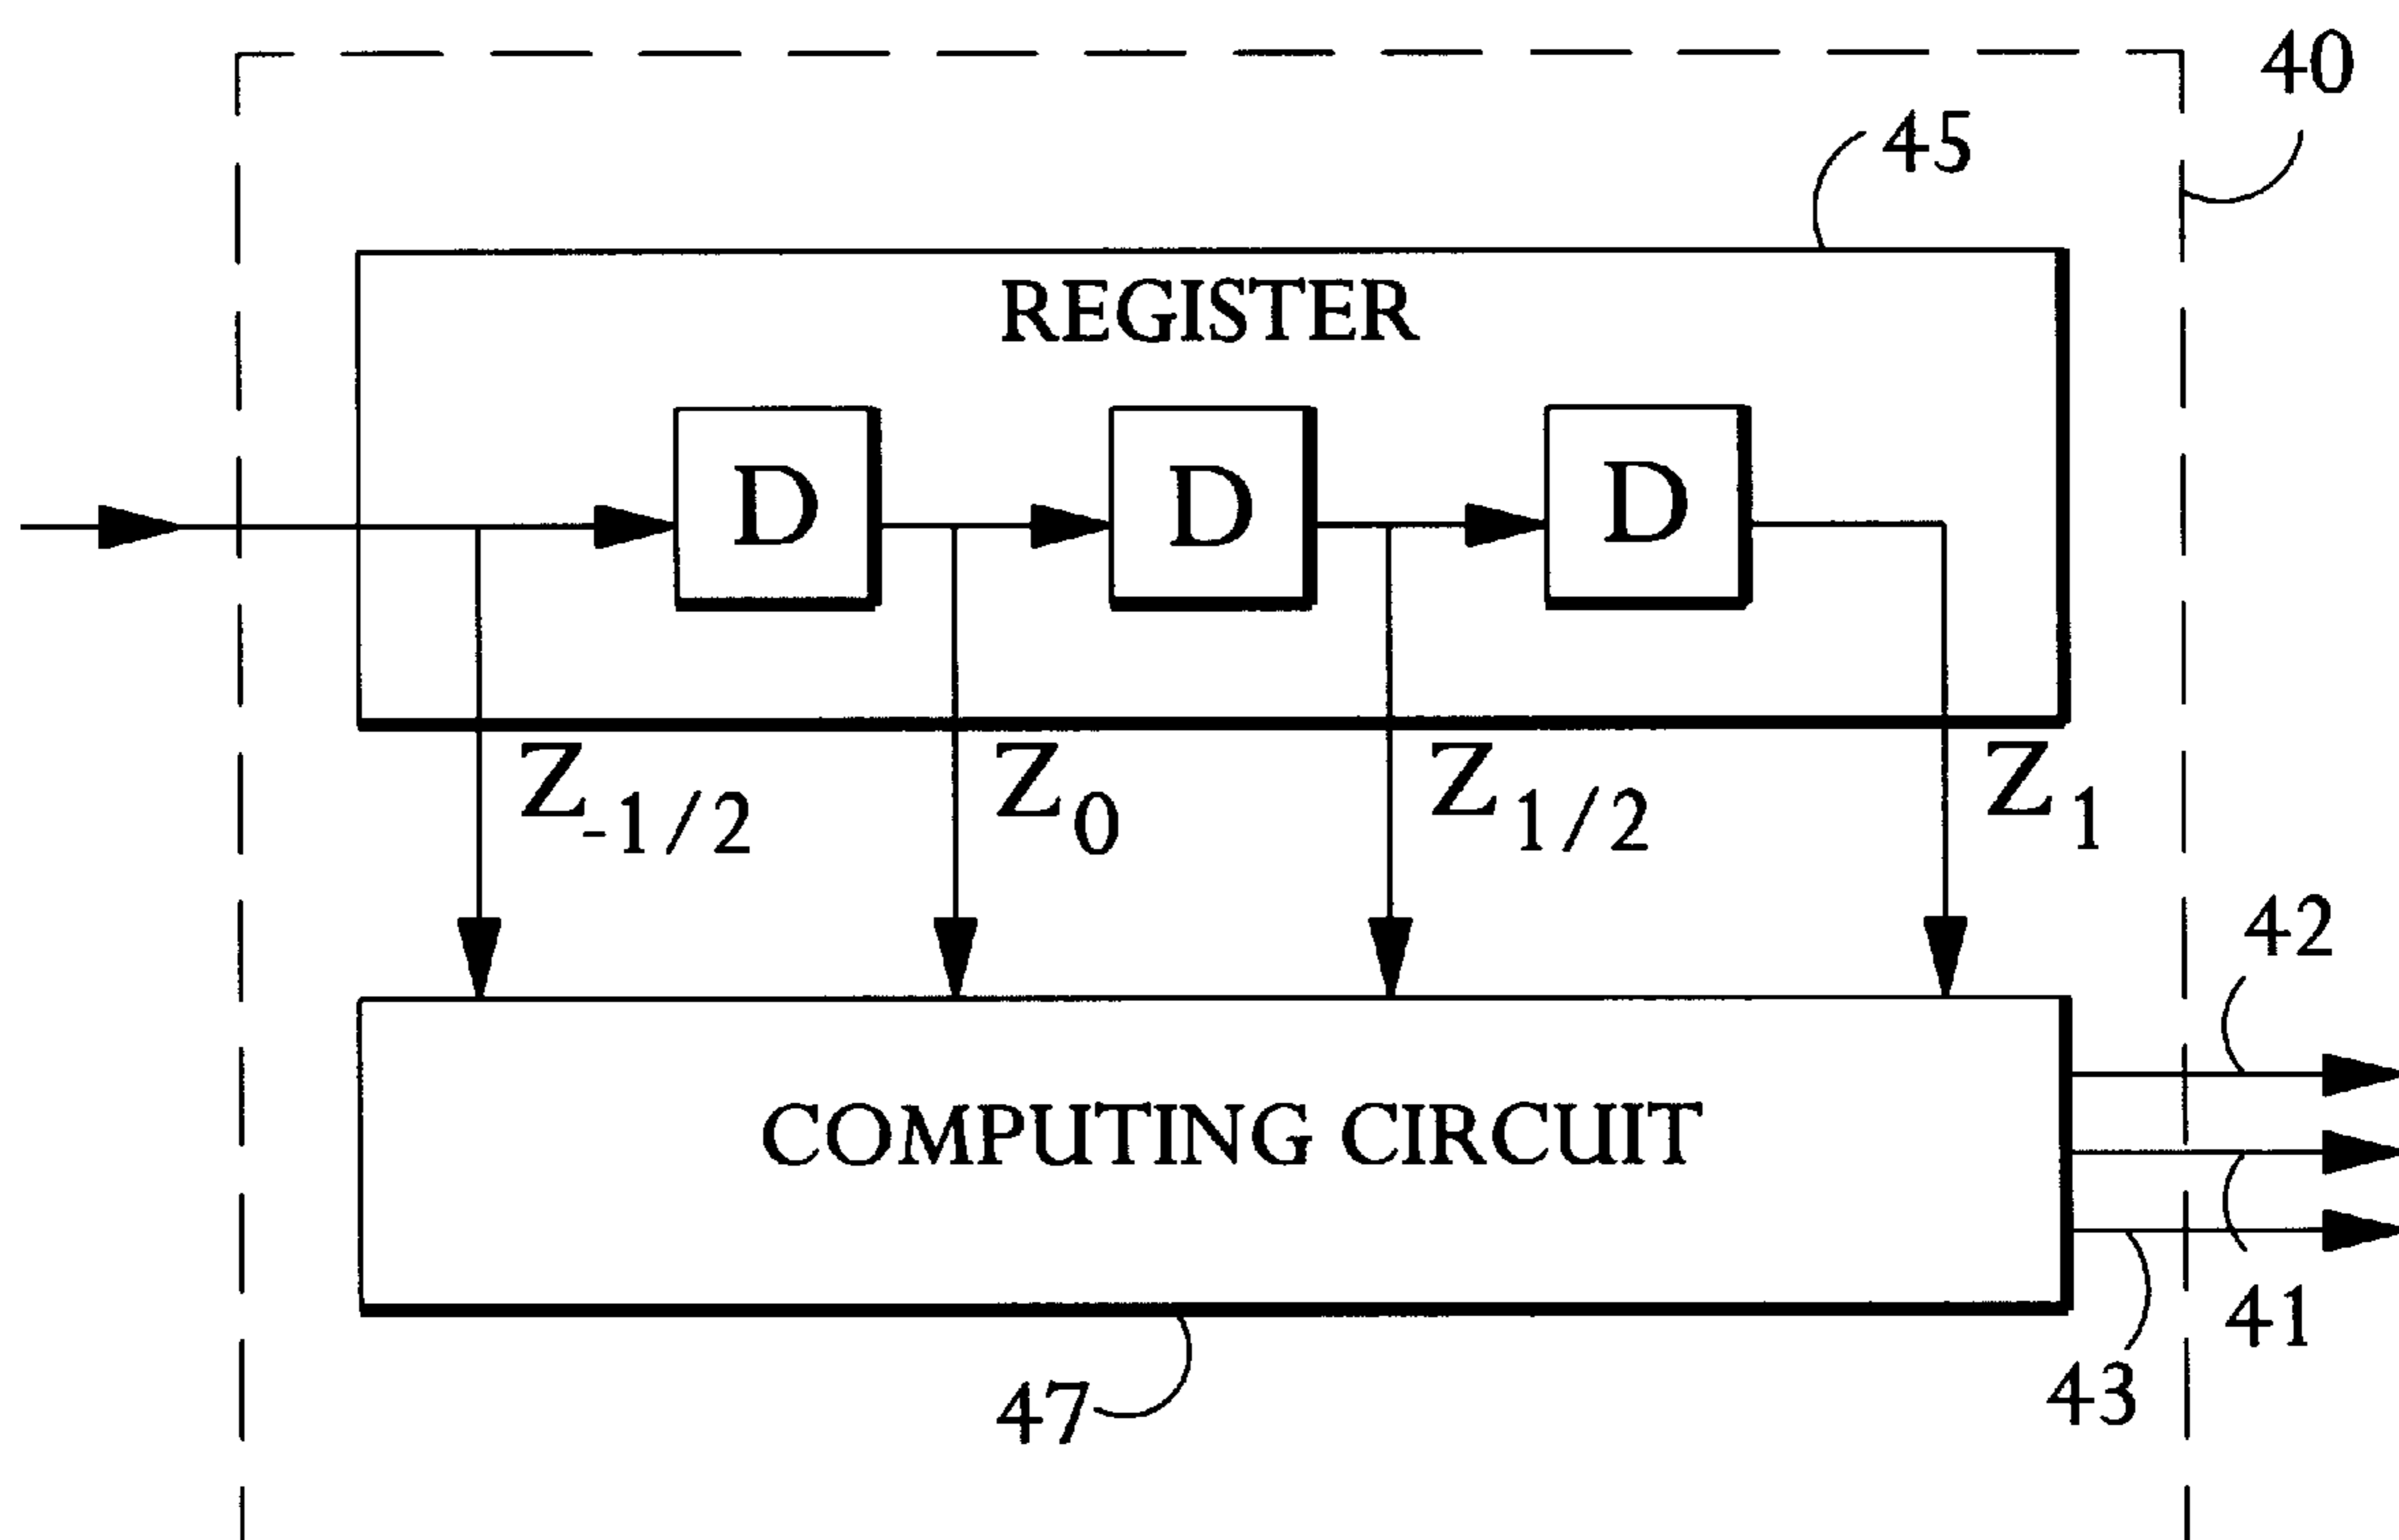 40
45
REGISTER
D D D
Z-1/2 Z0 Z1/2 Z1
42
COMPUTING CIRCUIT
41
43
47